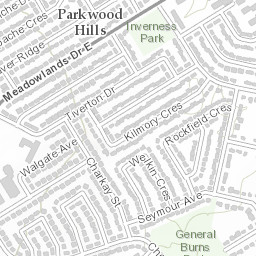 Parkwood
Hills
Inverness
Park
Meadowlands Dr E
Tiverton Dr
Kilmory Cres
Rockfield Cres
Walgate Ave
Charkay St
Welkin Cres
Seymour Ave
General
Burns